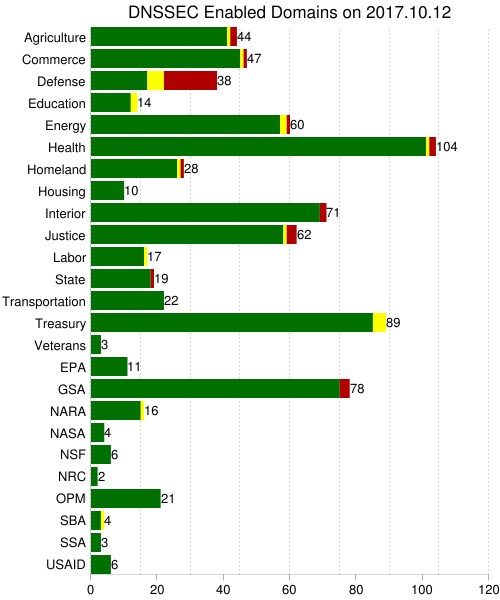 DNSSEC Enabled Domains on 2017.10.12
Agriculture 44
Commerce 47
Defense 38
Education 14
Energy 60
Health 104
Homeland 28
Housing 10
Interior 71
Justice 62
Labor 17
State 19
Transportation 22
Treasury 89
Veterans 3
EPA 11
GSA 78
NARA 16
NASA 4
NSF 6
NRC 2
OPM 21
SBA 4
SSA 3
USAID 6
0 20 40 60 80 100 120